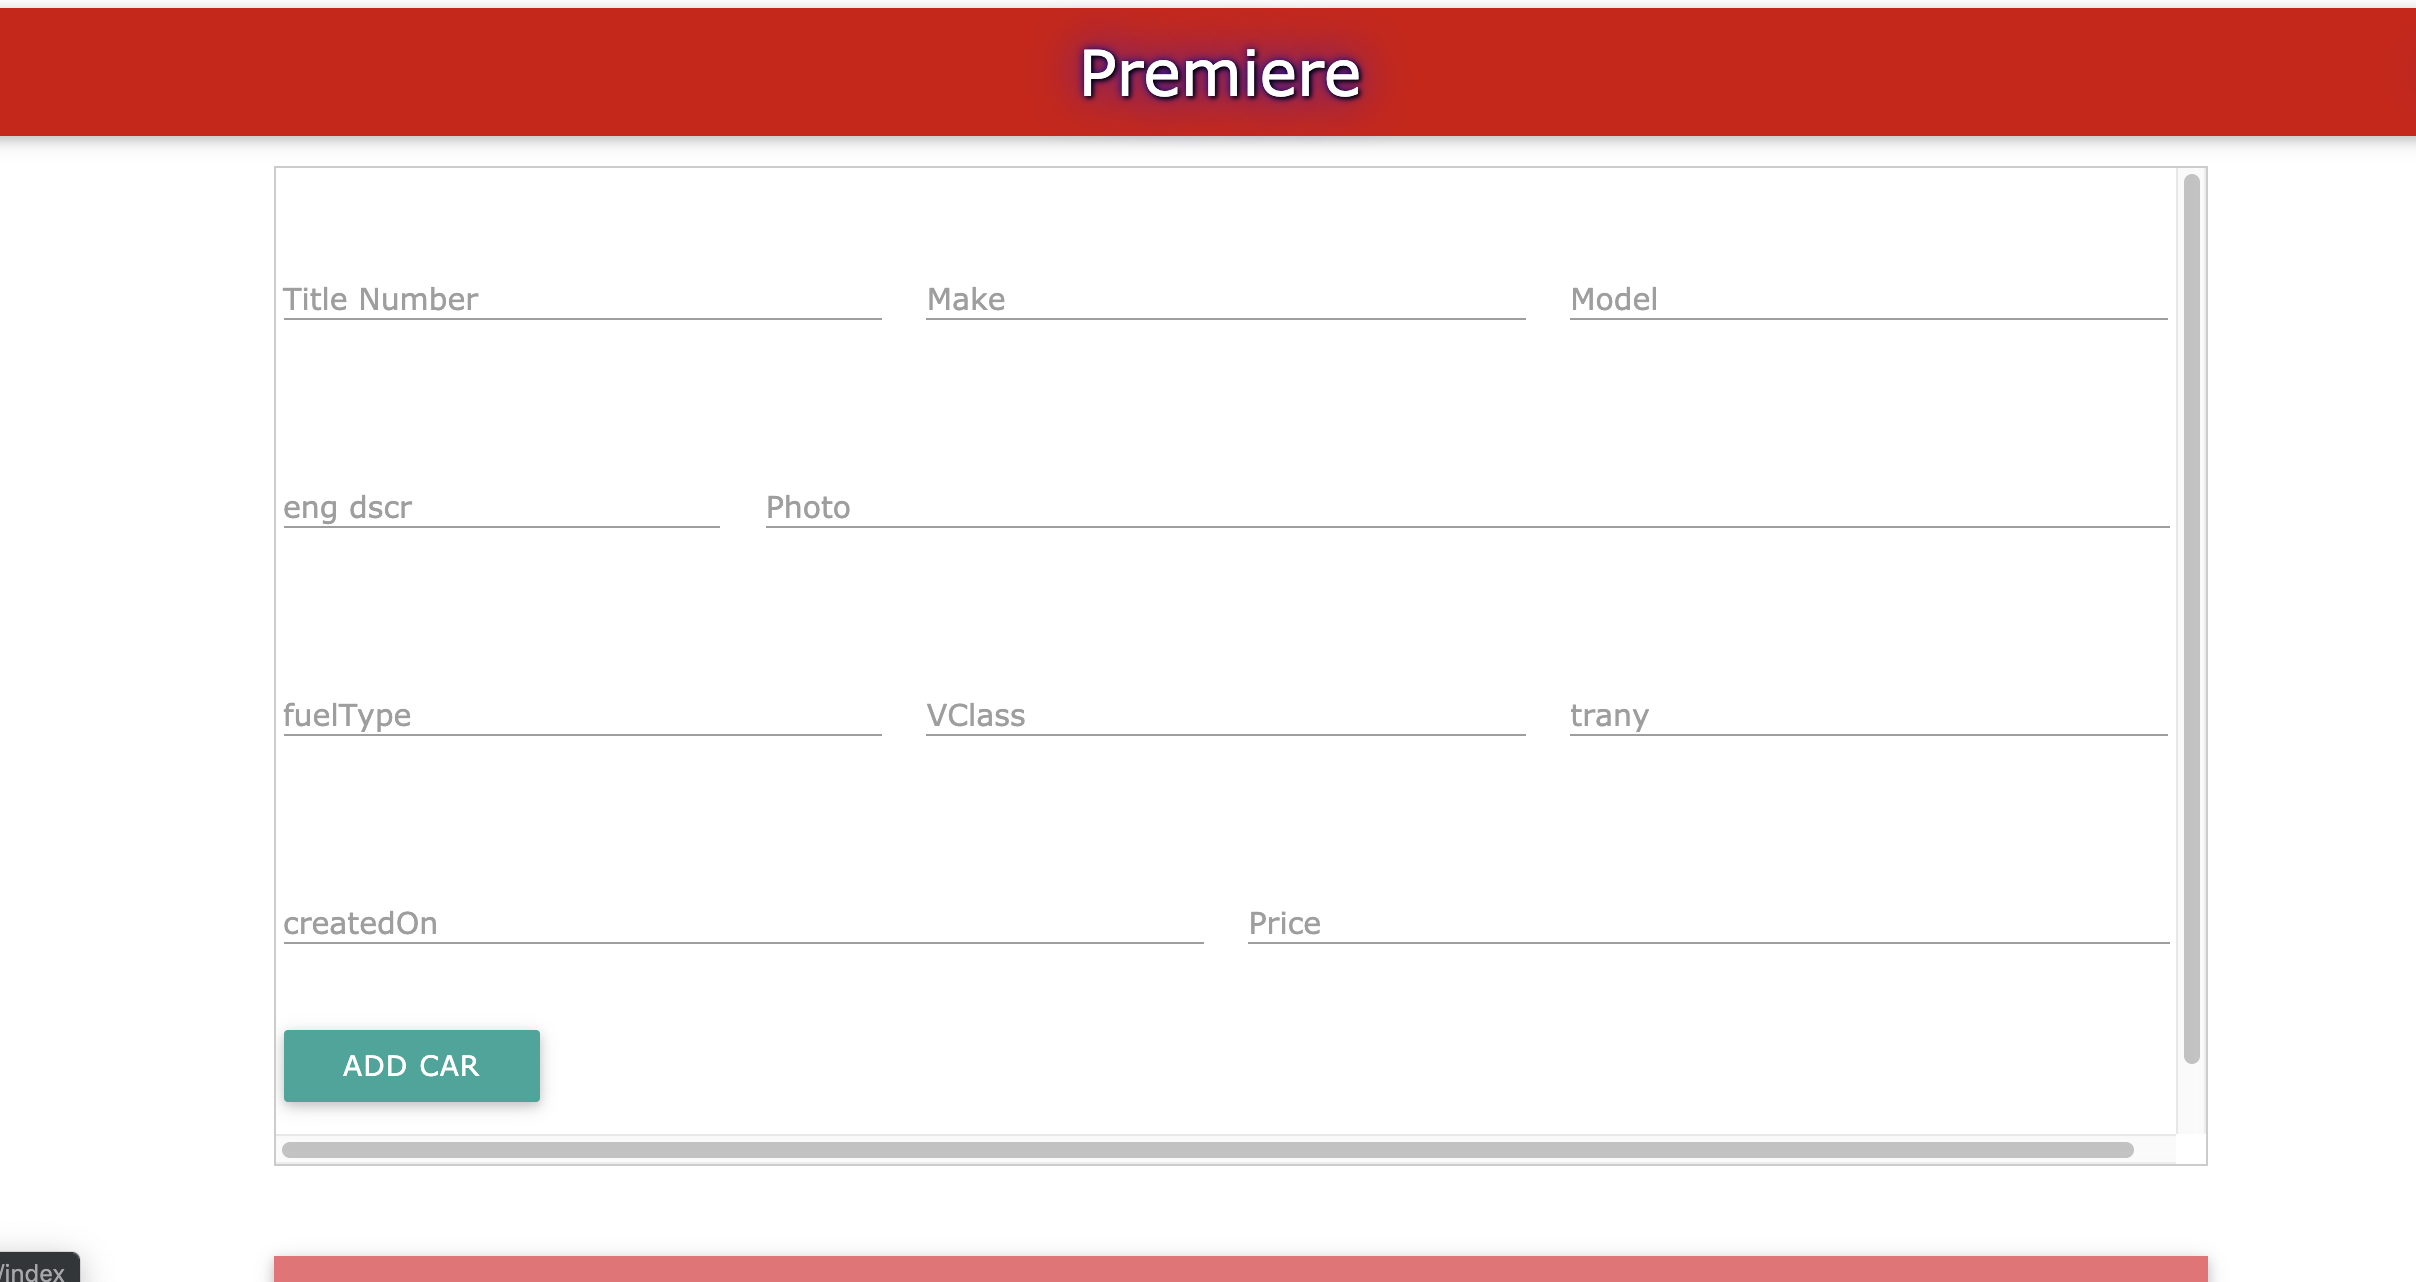 Premiere
Title Number Make Model
eng dscr Photo
fuelType VClass trany
createdOn Price
ADD CAR
/index